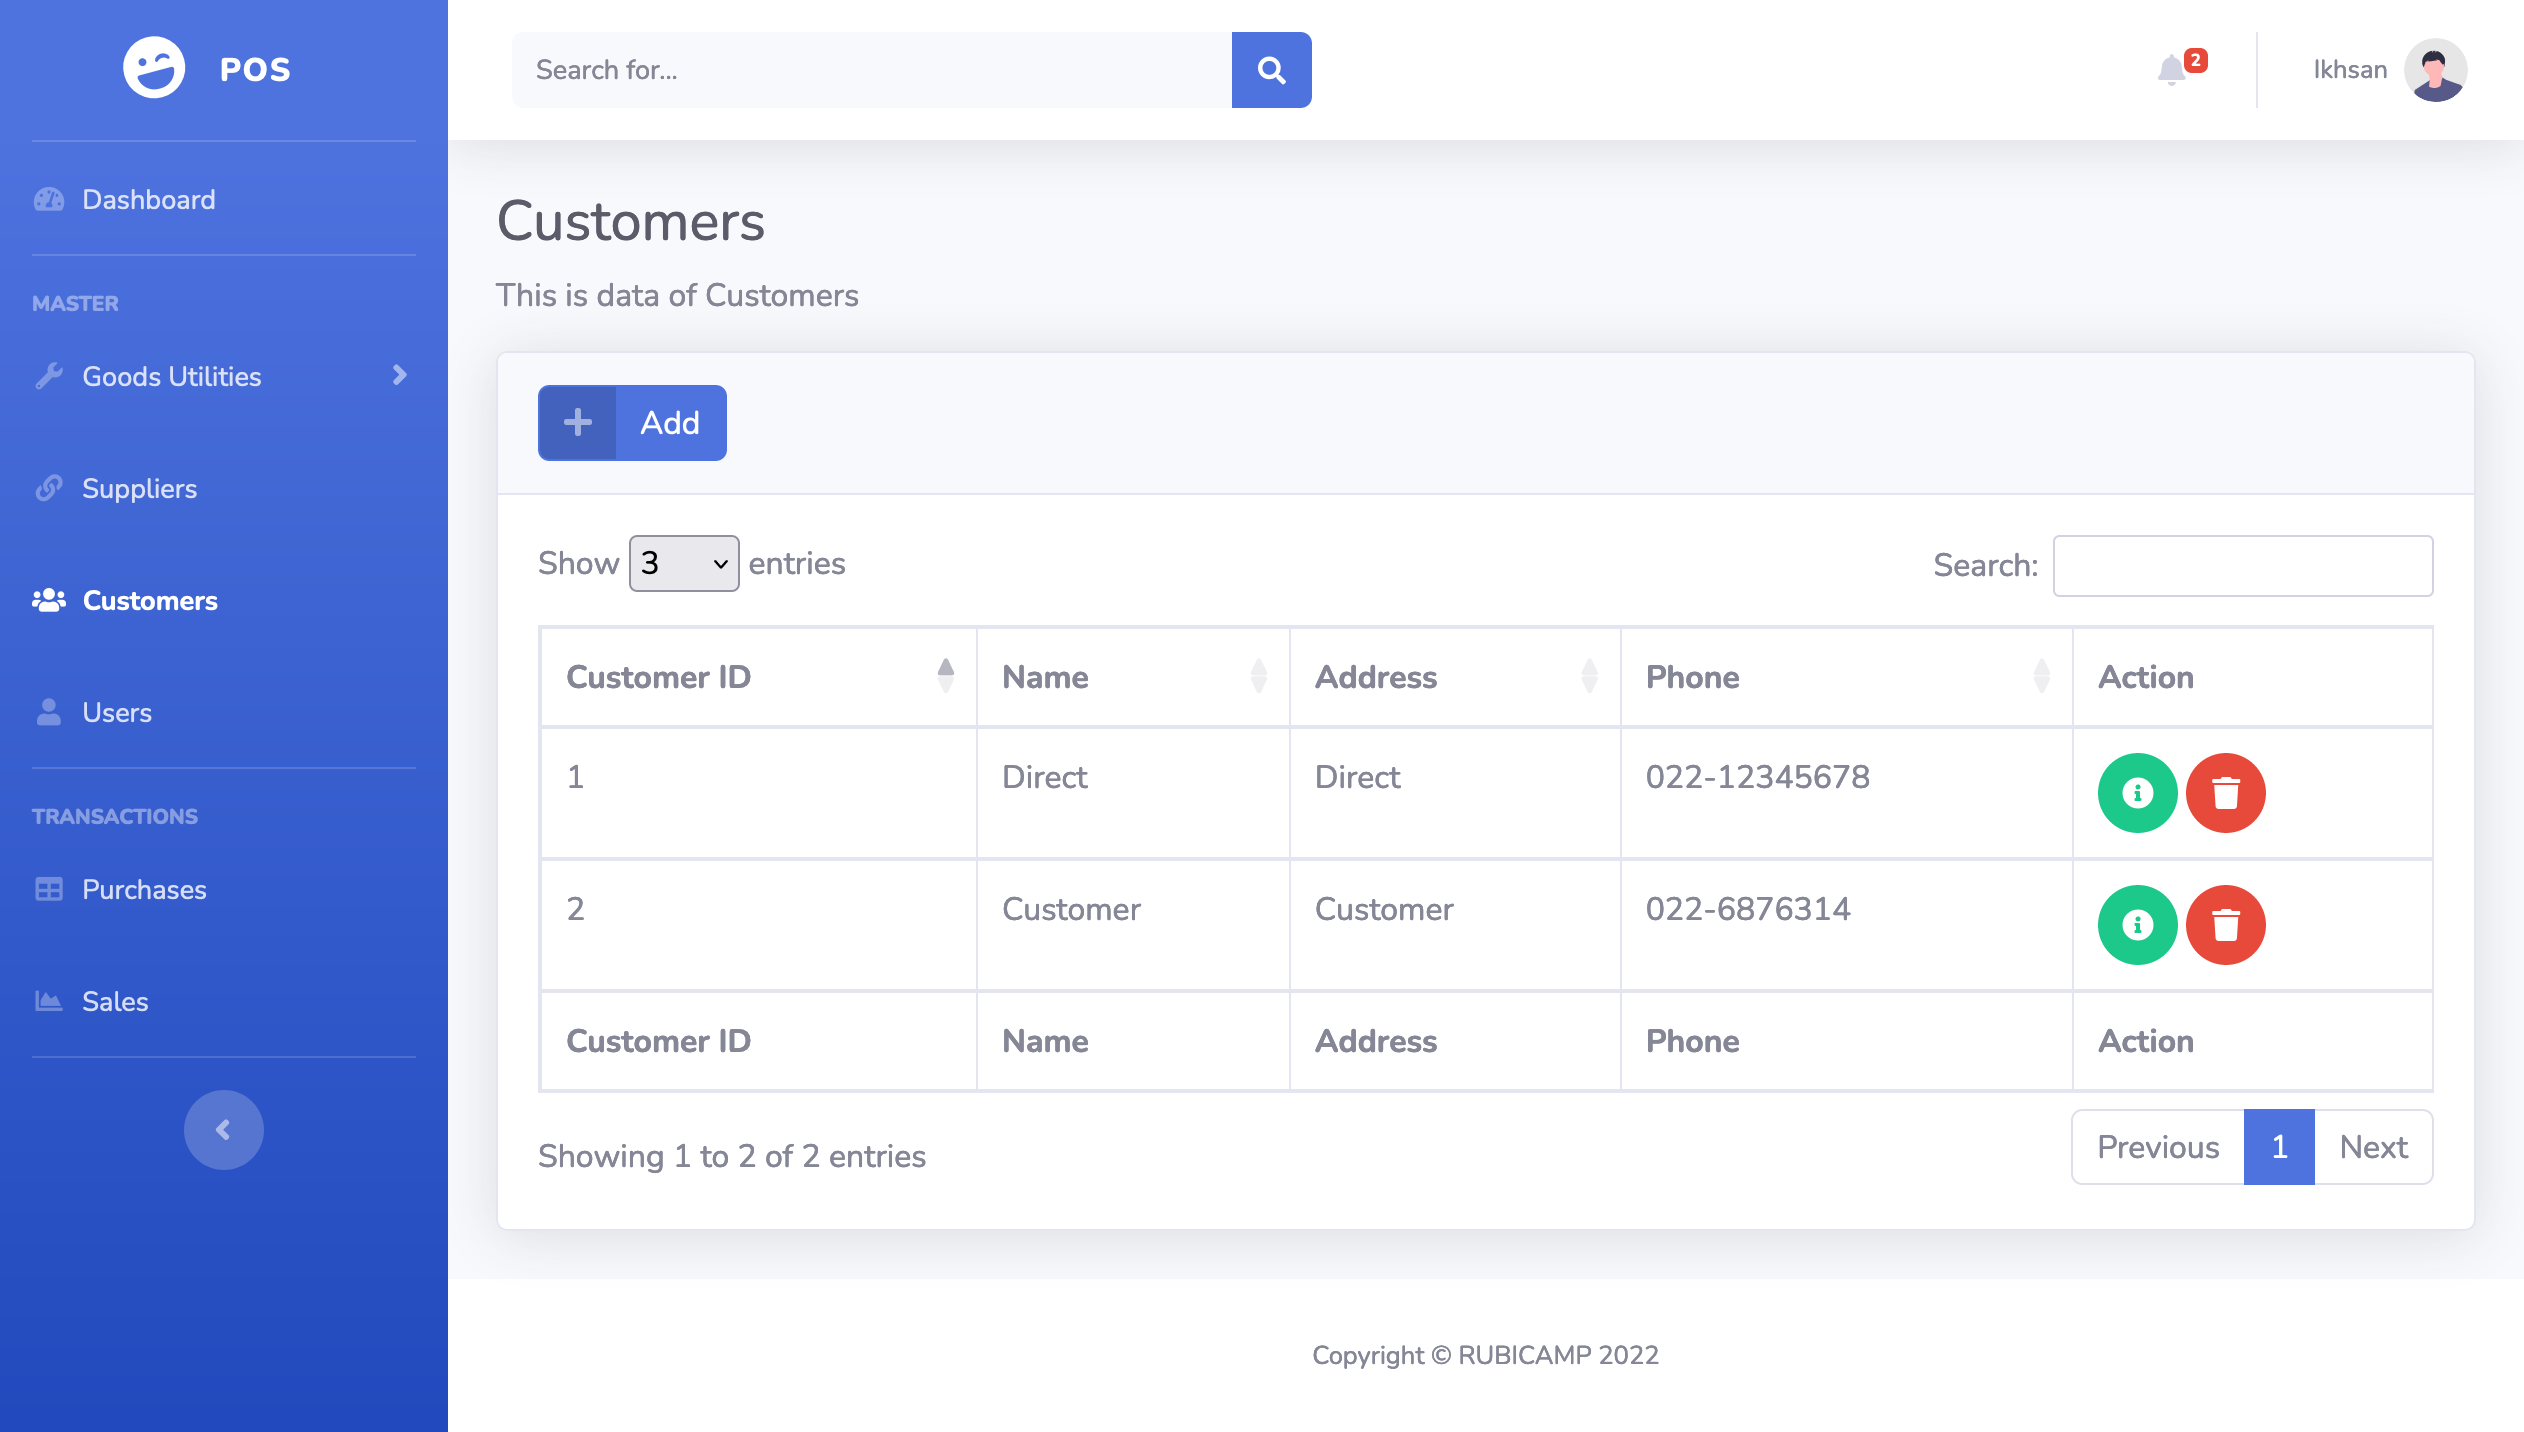 POS
Dashboard
MASTER
Goods Utilities
Suppliers
Customers
Users
TRANSACTIONS
Purchases
Sales
Search for...
2
Ikhsan
Customers
This is data of Customers
Add
Show 3 entries
Search:
Customer ID Name Address Phone Action
1 Direct Direct 022-12345678
2 Customer Customer 022-6876314
Customer ID Name Address Phone Action
Showing 1 to 2 of 2 entries
Previous 1 Next
Copyright © RUBICAMP 2022